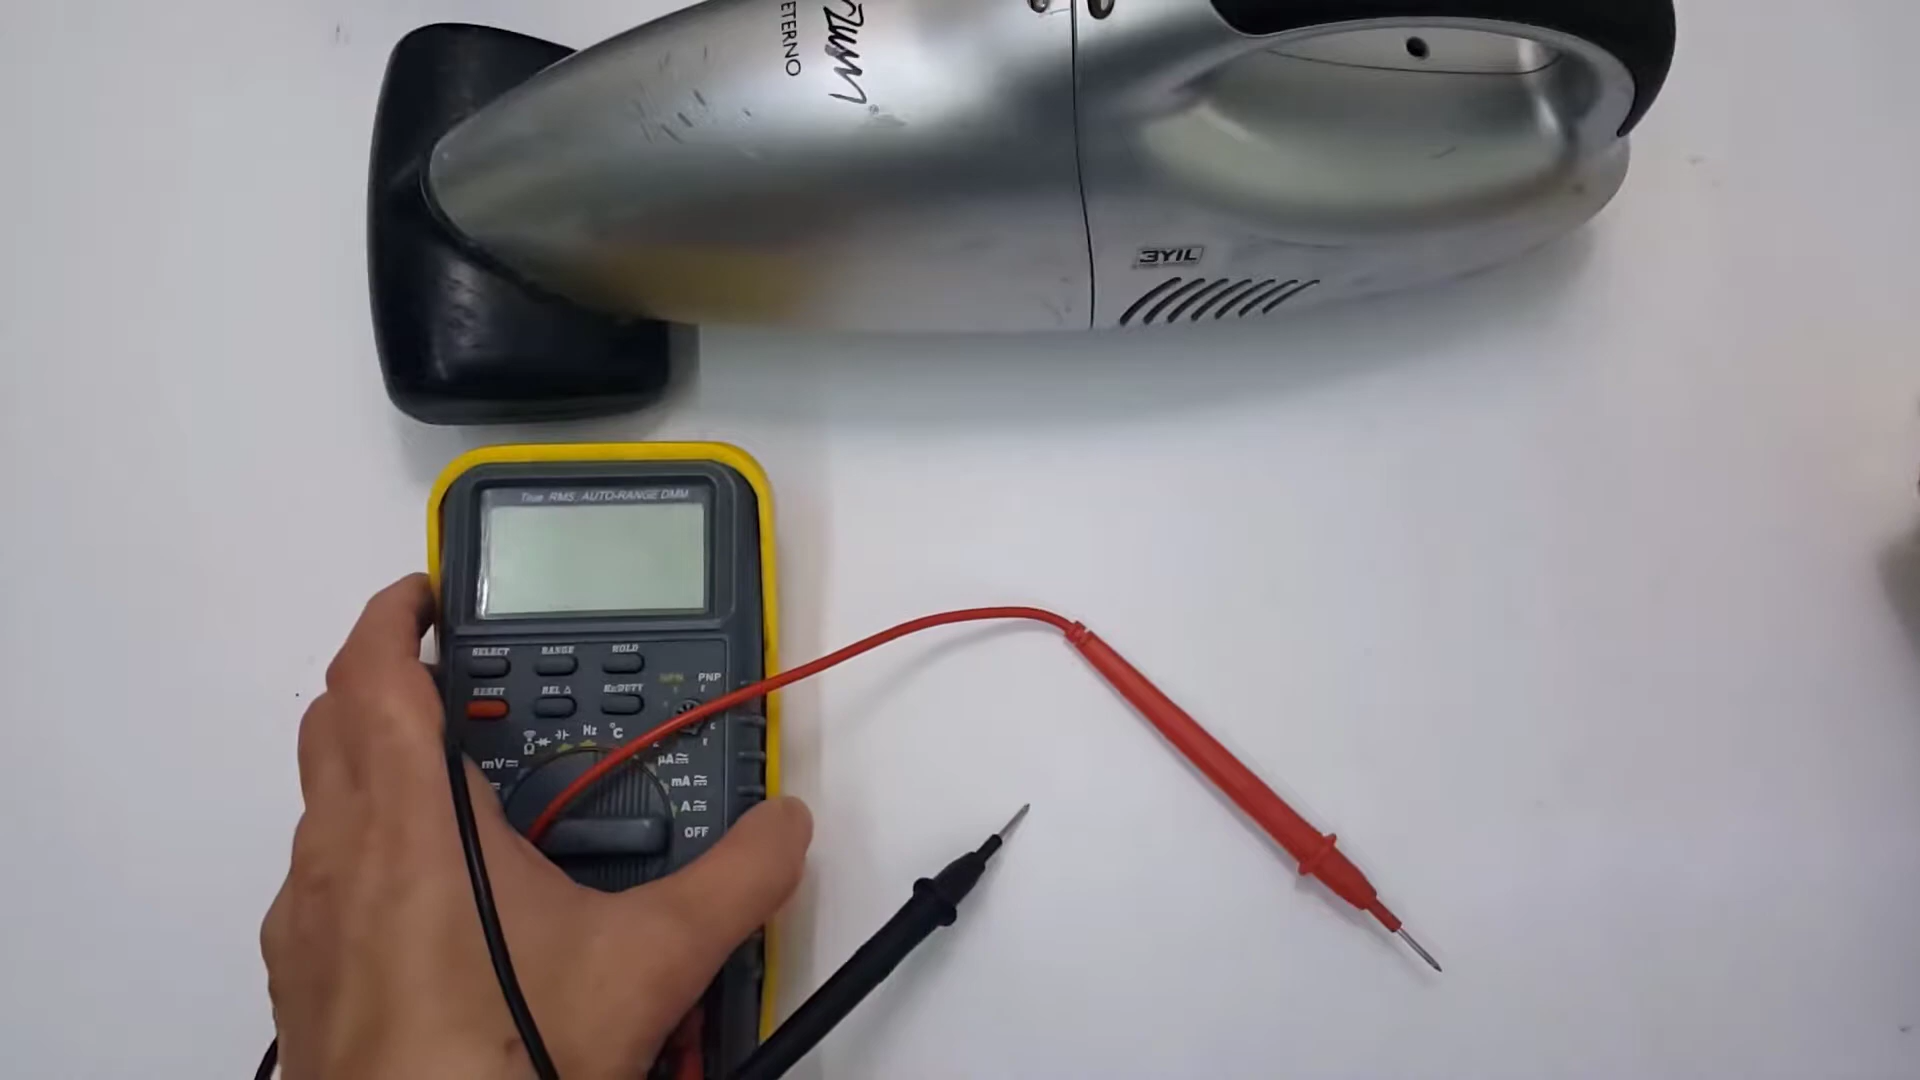 ETERNO
3YIL
True RMS AUTO-RANGE DMM
SELECT RANGE HOLD
RESET REL Δ Hz/DUTY
NPN PNP
E E
Hz °C
mV
µA
mA
A
OFF